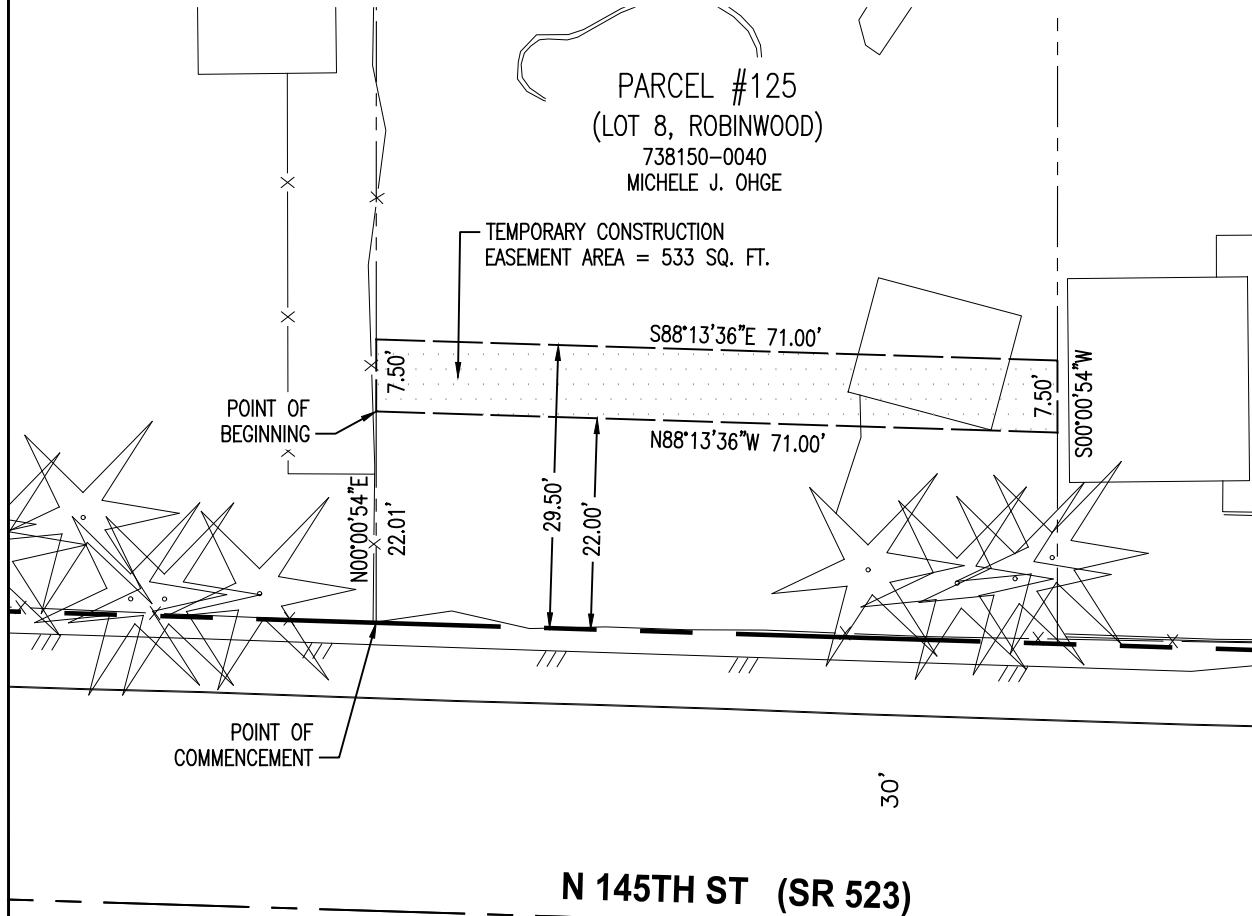 PARCEL #125
(LOT 8, ROBINWOOD)
738150-0040
MICHELE J. OHGE
TEMPORARY CONSTRUCTION
EASEMENT AREA = 533 SQ. FT.
S88°13'36"E 71.00'
7.50'
7.50'
S00°00'54"W
POINT OF
BEGINNING
N88°13'36"W 71.00'
N00°00'54"E
22.01'
29.50'
22.00'
POINT OF
COMMENCEMENT
30'
N 145TH ST (SR 523)